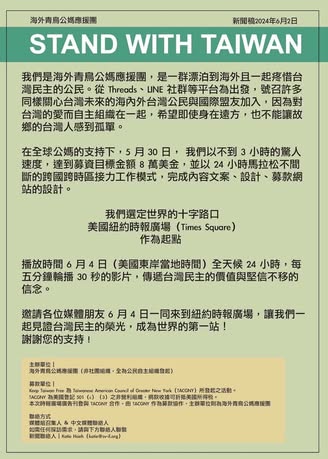 海外青鳥公媽應援團 新聞稿2024年6月2日
STAND WITH TAIWAN
我們是海外青鳥公媽應援團，是一群漂泊到海外且一起疼惜台
灣民主的公民。從 Threads、LINE 社群等平台為出發，號召許多
同樣關心台灣未來的海內外台灣公民與國際盟友加入，因為對
台灣的愛而自主組織在一起，希望即使身在遠方，也不能讓故
鄉的台灣人感到孤單。
在全球公媽的支持下，5 月 30 日， 我們以不到 3 小時的驚人
速度，達到募資目標金額 8 萬美金，並以 24 小時馬拉松不間
斷的跨國跨時區接力工作模式，完成內容文案、設計、募款網
站的設計。
我們選定世界的十字路口
美國紐約時報廣場（Times Square）
作為起點
播放時間 6 月 4 日（美國東岸當地時間）全天候 24 小時，每
五分鐘輪播 30 秒的影片，傳遞台灣民主的價值與堅信不移的
信念。
邀請各位媒體朋友 6 月 4 日一同來到紐約時報廣場，讓我們一
起見證台灣民主的榮光，成為世界的第一站！
謝謝您的支持！
主辦單位｜
海外青鳥公媽應援團（非社團組織，全為公民自主組織發起）
募款單位｜
Keep Taiwan Free 為 Taiwanese American Council of Greater New York（TACGNY）所發起之活動。
TACGNY 為美國登記 501（c）（3）之非營利組織，捐款收據可折抵美國所得稅。
本次時報廣場廣告刊登與 TACGNY 合作，由 TACGNY 作為募款協作，主辦單位則為海外青鳥公媽應援團
聯絡方式
媒體組召集人 & 中文媒體聯絡人
如需任何採訪需求，請與下方聯絡人聯繫
新聞聯絡人｜